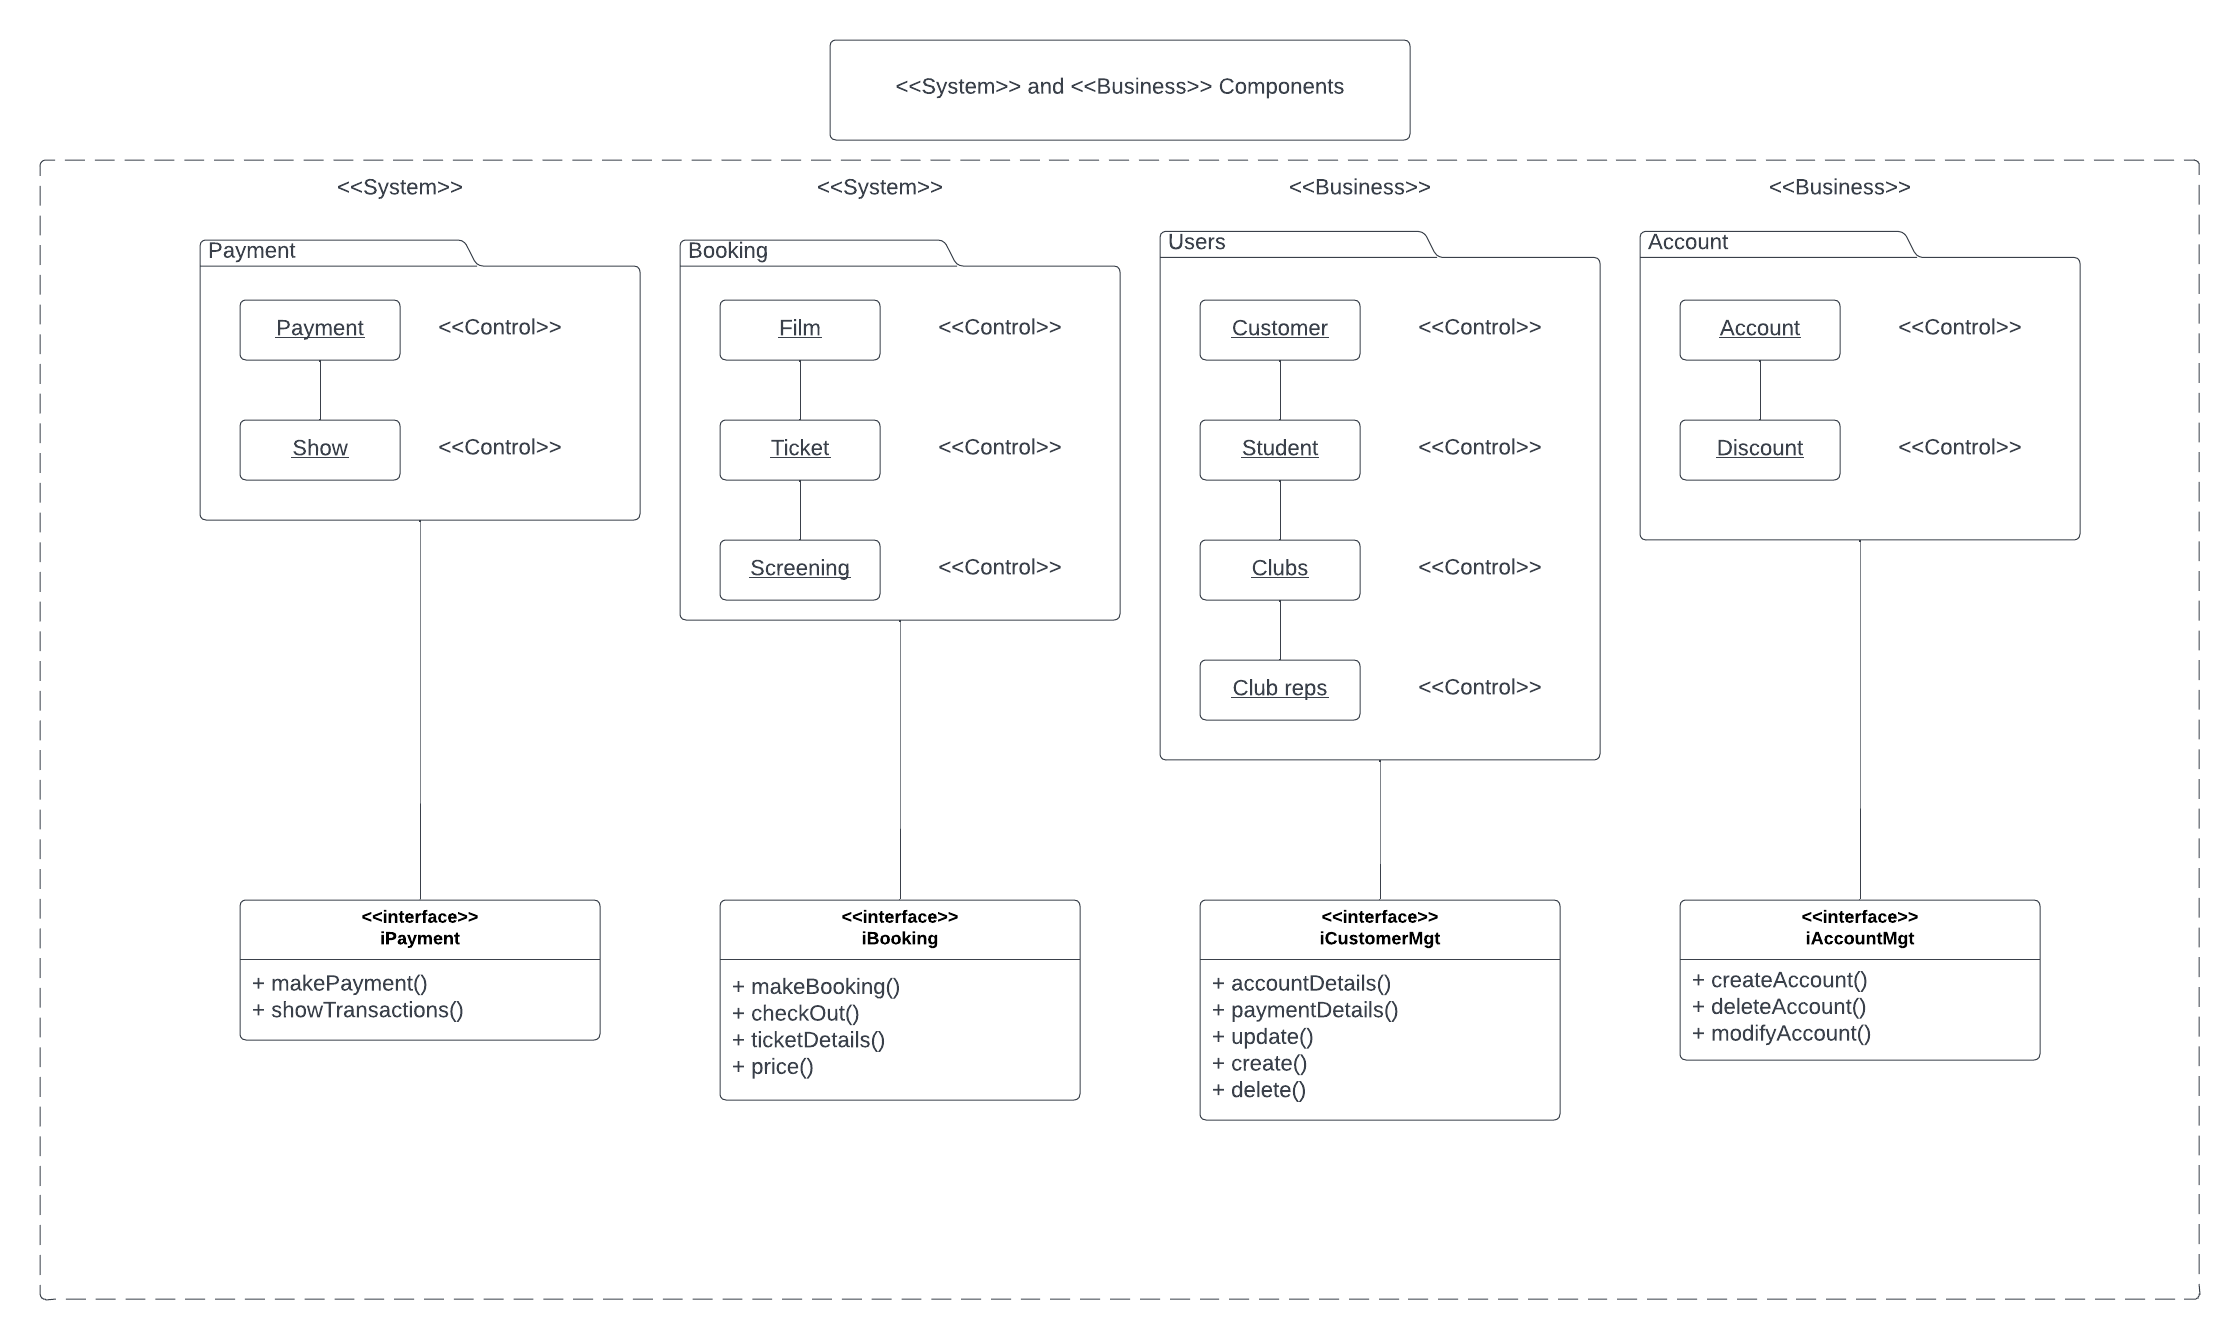 <<System>> and <<Business>> Components
<<System>>
Payment
Payment
<<Control>>
Show
<<Control>>
<<interface>>
iPayment
+ makePayment()
+ showTransactions()
<<System>>
Booking
Film
<<Control>>
Ticket
<<Control>>
Screening
<<Control>>
<<interface>>
iBooking
+ makeBooking()
+ checkOut()
+ ticketDetails()
+ price()
<<Business>>
Users
Customer
<<Control>>
Student
<<Control>>
Clubs
<<Control>>
Club reps
<<Control>>
<<interface>>
iCustomerMgt
+ accountDetails()
+ paymentDetails()
+ update()
+ create()
+ delete()
<<Business>>
Account
Account
<<Control>>
Discount
<<Control>>
<<interface>>
iAccountMgt
+ createAccount()
+ deleteAccount()
+ modifyAccount()